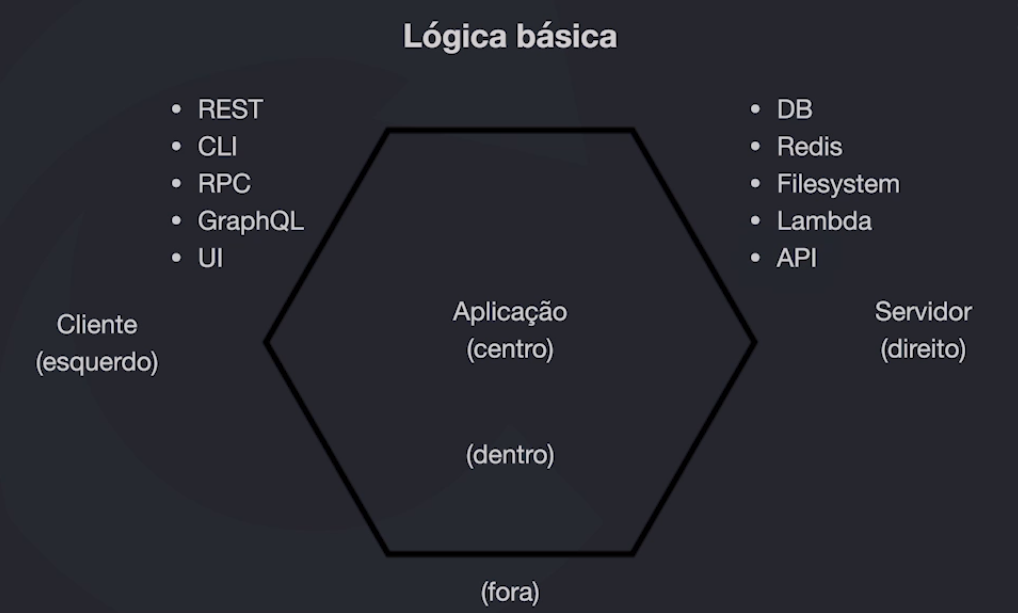 Lógica básica
• REST
• CLI
• RPC
• GraphQL
• UI
• DB
• Redis
• Filesystem
• Lambda
• API
Cliente
(esquerdo)
Aplicação
(centro)
Servidor
(direito)
(dentro)
(fora)